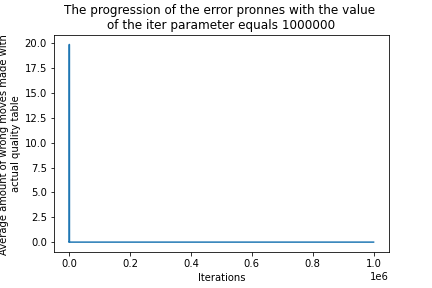 The progression of the error pronnes with the value
of the iter parameter equals 1000000
Average amount of wrong moves made with
actual quality table
20.0
17.5
15.0
12.5
10.0
7.5
5.0
2.5
0.0
0.0 0.2 0.4 0.6 0.8 1.0
1e6
Iterations